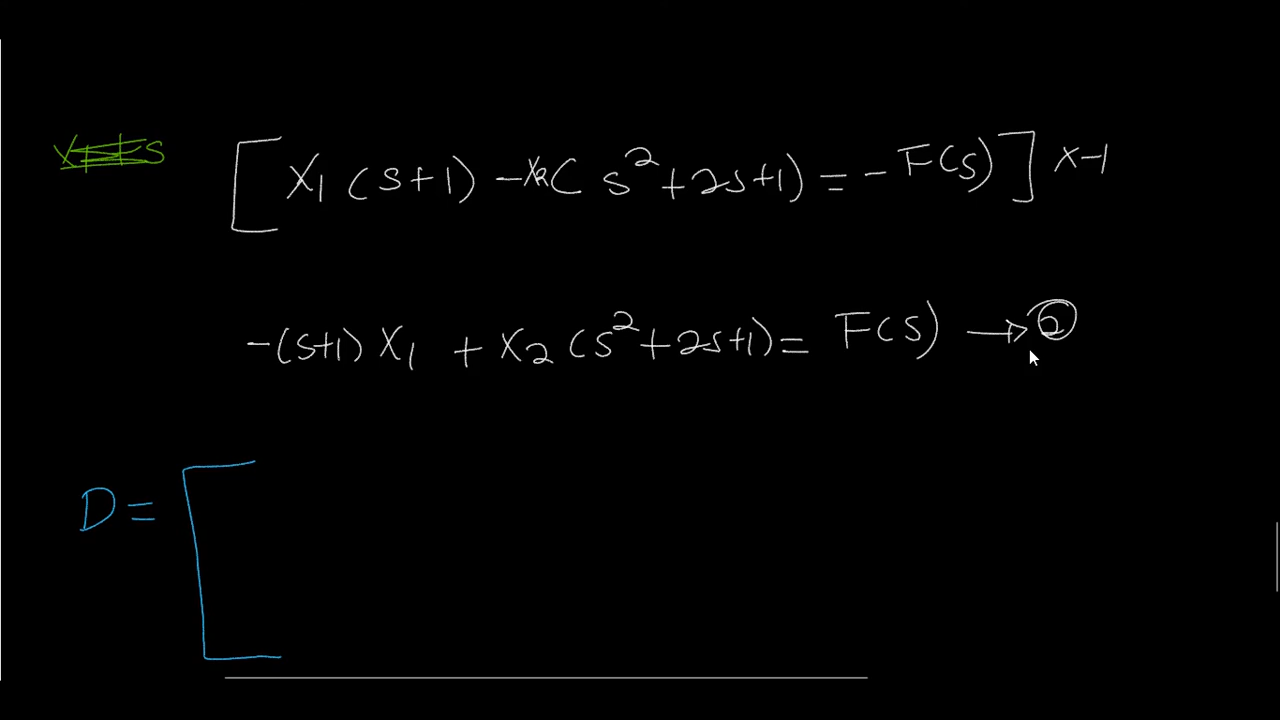 [X₁ (s+1) -X₂( s²+2s+1) = - F(s)] x-1
-(s+1) X₁ + X₂ (s²+2s+1) = F(s) → ②
D = [